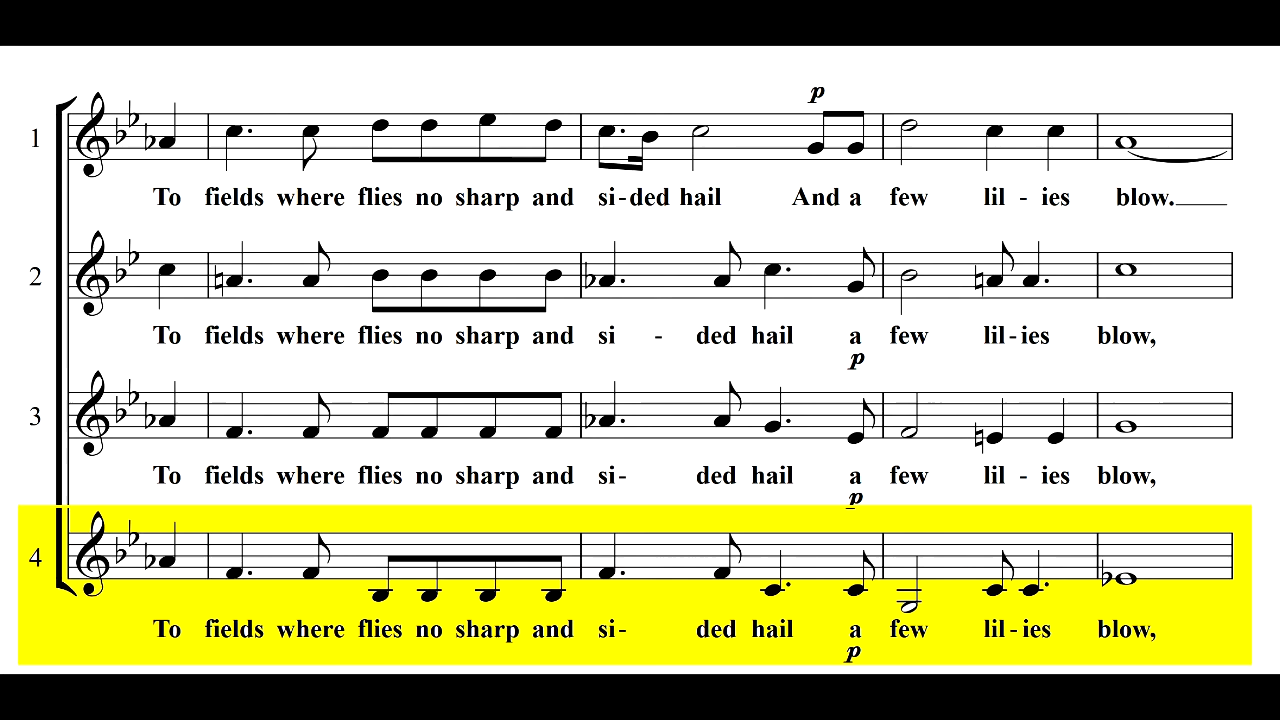 p
1
To fields where flies no sharp and si-ded hail And a few lil - ies blow.
2
To fields where flies no sharp and si - ded hail a few lil-ies blow,
p
3
To fields where flies no sharp and si- ded hail a few lil - ies blow,
p
4
To fields where flies no sharp and si- ded hail a few lil-ies blow,
p